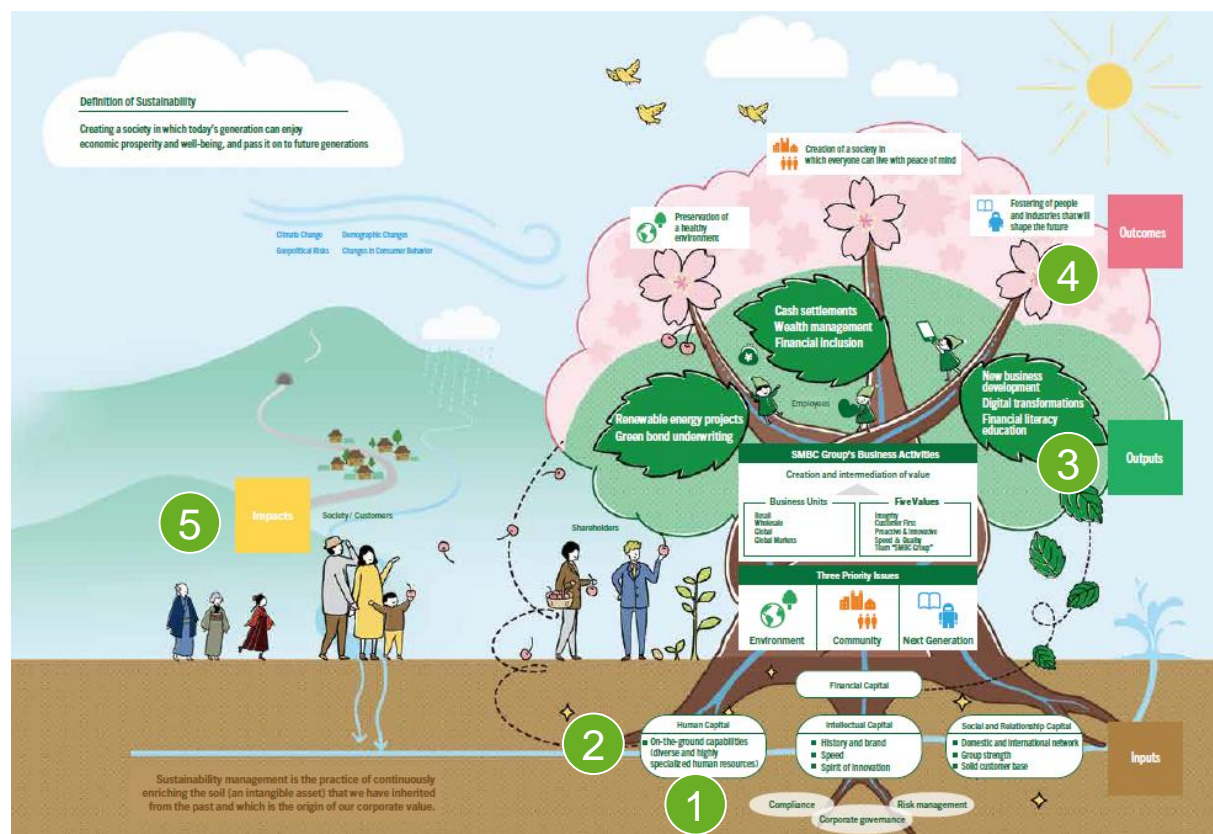 Definition of Sustainability
Creating a society in which today's generation can enjoy
economic prosperity and well-being, and pass it on to future generations
Climate Change
Demographic Changes
Geopolitical Risks
Changes in Consumer Behavior
Creation of a society in
which everyone can live with peace of mind
Preservation of
a healthy
environment
Fostering of people
and industries that will
shape the future
Outcomes
4
Cash settlements
Wealth management
Financial inclusion
Employees
Renewable energy projects
Green bond underwriting
New business
development
Digital transformations
Financial literacy
education
3
Outputs
SMBC Group's Business Activities
Creation and intermediation of value
Business Units
Retail
Wholesale
Global
Global Markets
Five Values
Integrity
Customer First
Proactive & Innovative
Speed & Quality
Team "SMBC Group"
Three Priority Issues
Environment
Community
Next Generation
5
Impacts
Society/ Customers
Shareholders
Financial Capital
2
Human Capital
■ On-the-ground capabilities
(diverse and highly
specialized human resources)
Intellectual Capital
■ History and brand
■ Speed
■ Spirit of innovation
Social and Relationship Capital
■ Domestic and international network
■ Group strength
■ Solid customer base
Inputs
1
Compliance
Corporate governance
Risk management
Sustainability management is the practice of continuously
enriching the soil (an intangible asset) that we have inherited
from the past and which is the origin of our corporate value.